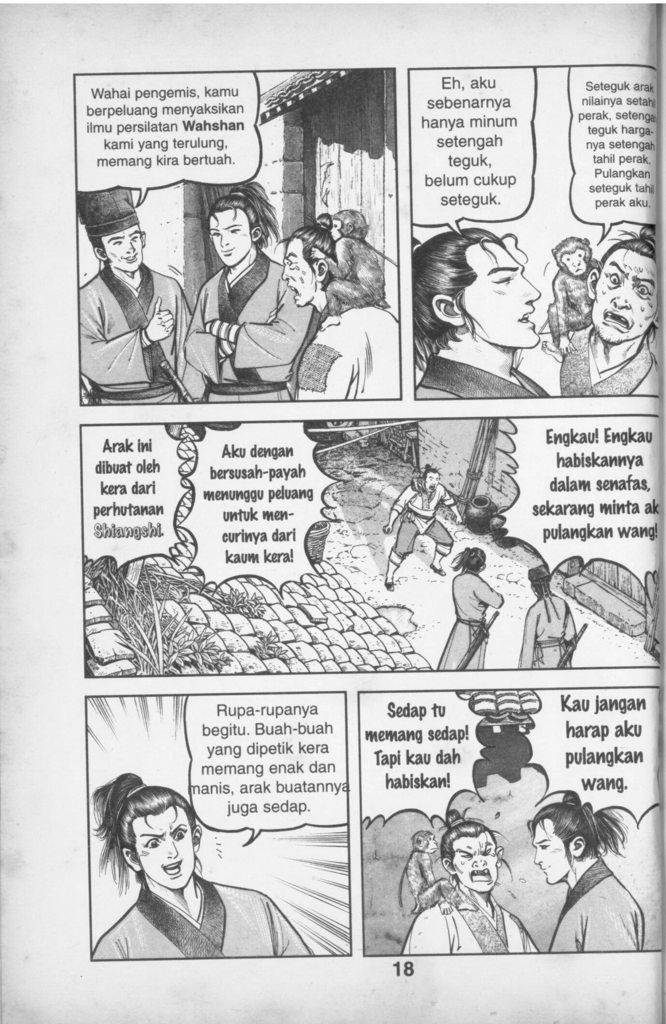 Wahai pengemis, kamu
berpeluang menyaksikan
ilmu persilatan Wahshan
kami yang terulung,
memang kira bertuah.
Eh, aku
sebenarnya
hanya minum
setengah
teguk,
belum cukup
seteguk.
Seteguk arak
nilainya setahil
perak, setengah
teguk harga-
nya setengah
tahil perak,
Pulangkan
seteguk tahil
perak aku.
Arak ini
dibuat oleh
kera dari
perhutanan
Shiangshi.
Aku dengan
bersusah-payah
menunggu peluang
untuk men-
curinya dari
kaum kera!
Engkau! Engkau
habiskannya
dalam senafas,
sekarang minta ak
pulangkan wang!
Rupa-rupanya
begitu. Buah-buah
yang dipetik kera
memang enak dan
manis, arak buatannya
juga sedap.
Sedap tu
memang sedap!
Tapi kau dah
habiskan!
Kau jangan
harap aku
pulangkan
wang.
18